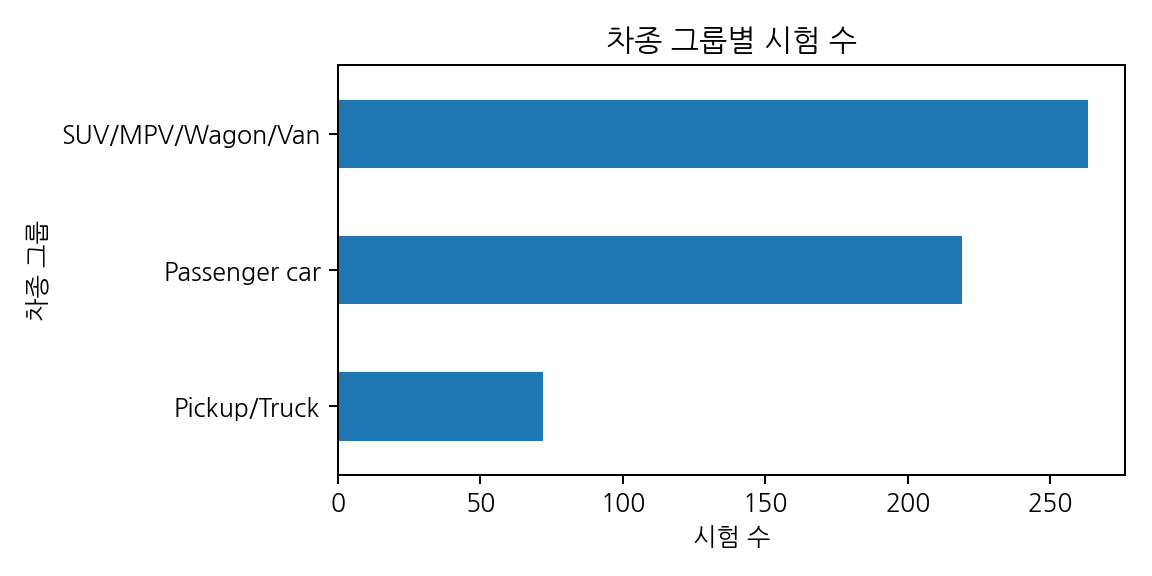 차종 그룹별 시험 수
차종 그룹
SUV/MPV/Wagon/Van
Passenger car
Pickup/Truck
0 50 100 150 200 250
시험 수